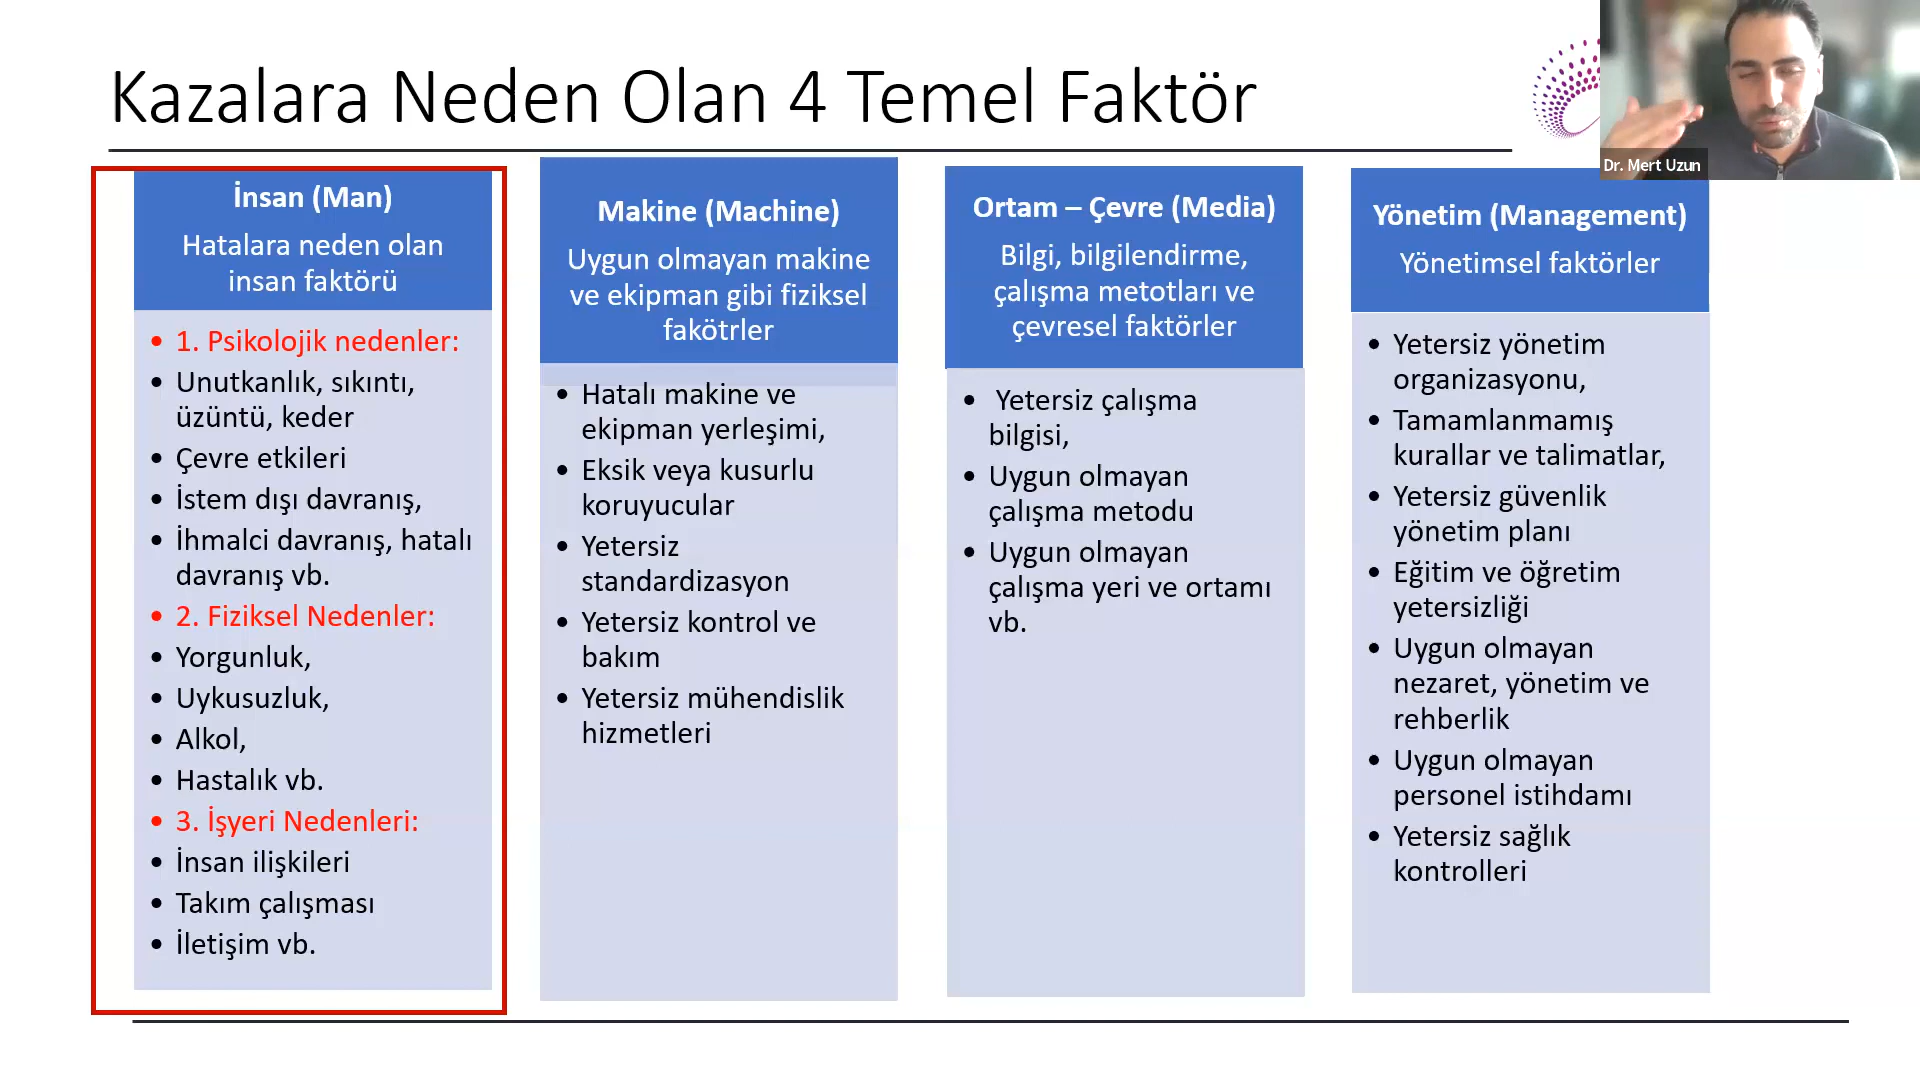 Kazalara Neden Olan 4 Temel Faktör
Dr. Mert Uzun
İnsan (Man)
Hatalara neden olan
insan faktörü
• 1. Psikolojik nedenler:
• Unutkanlık, sıkıntı,
üzüntü, keder
• Çevre etkileri
• İstem dışı davranış,
• İhmalci davranış, hatalı
davranış vb.
• 2. Fiziksel Nedenler:
• Yorgunluk,
• Uykusuzluk,
• Alkol,
• Hastalık vb.
• 3. İşyeri Nedenleri:
• İnsan ilişkileri
• Takım çalışması
• İletişim vb.
Makine (Machine)
Uygun olmayan makine
ve ekipman gibi fiziksel
fakötrler
• Hatalı makine ve
ekipman yerleşimi,
• Eksik veya kusurlu
koruyucular
• Yetersiz
standardizasyon
• Yetersiz kontrol ve
bakım
• Yetersiz mühendislik
hizmetleri
Ortam – Çevre (Media)
Bilgi, bilgilendirme,
çalışma metotları ve
çevresel faktörler
• Yetersiz çalışma
bilgisi,
• Uygun olmayan
çalışma metodu
• Uygun olmayan
çalışma yeri ve ortamı
vb.
Yönetim (Management)
Yönetimsel faktörler
• Yetersiz yönetim
organizasyonu,
• Tamamlanmamış
kurallar ve talimatlar,
• Yetersiz güvenlik
yönetim planı
• Eğitim ve öğretim
yetersizliği
• Uygun olmayan
nezaret, yönetim ve
rehberlik
• Uygun olmayan
personel istihdamı
• Yetersiz sağlık
kontrolleri